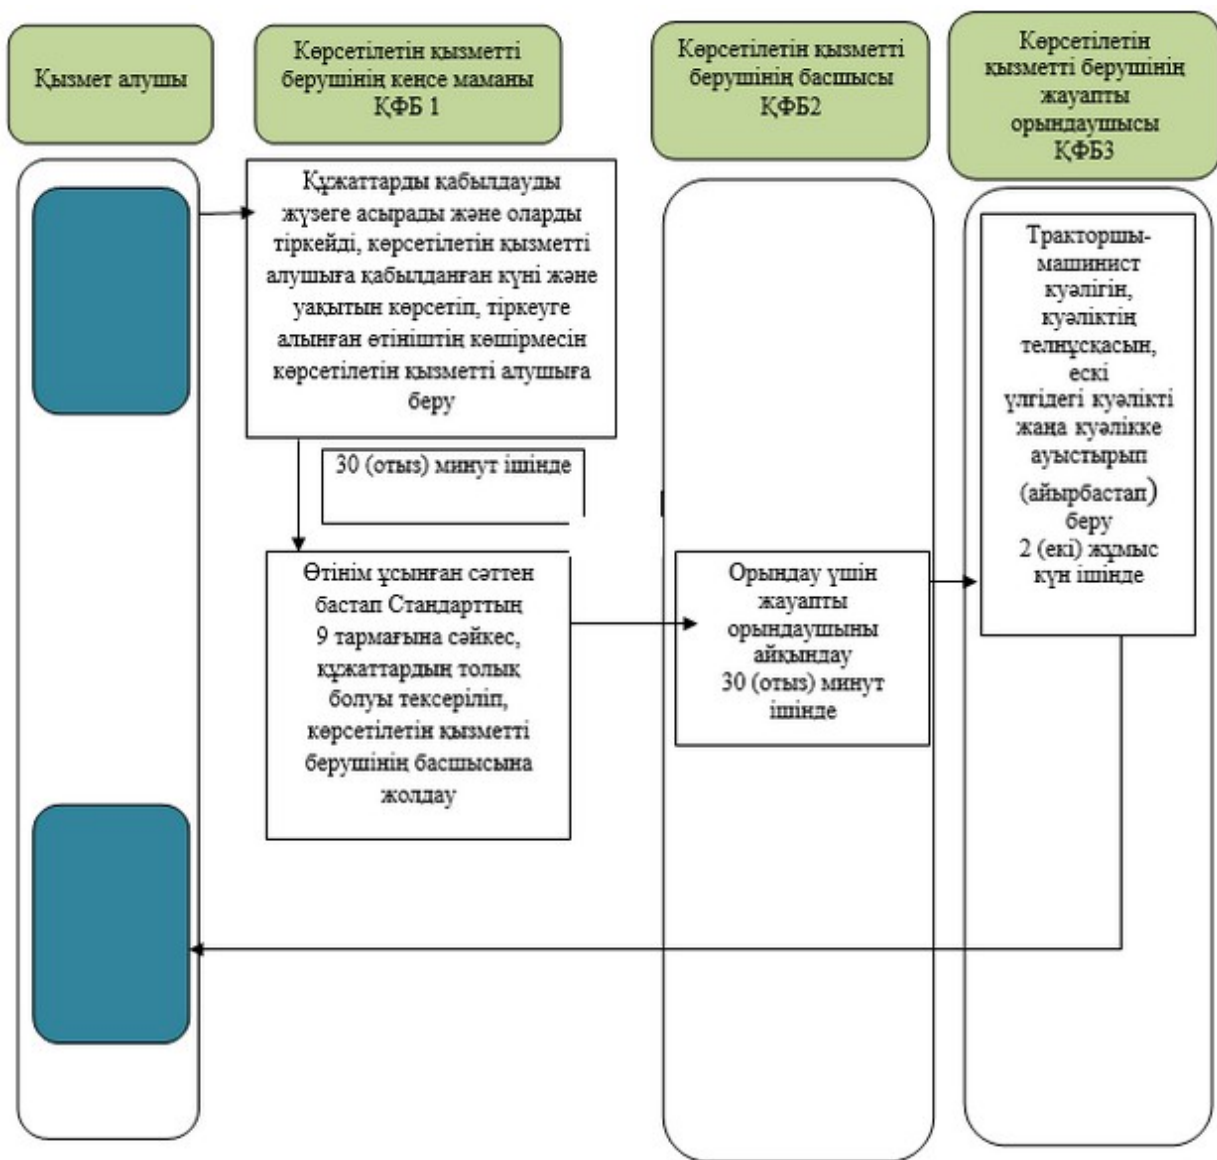 Қызмет алушы
Көрсетілетін қызметті
берушінің кеңсе маманы
ҚФБ 1
Көрсетілетін қызметті
берушінің басшысы
ҚФБ2
Көрсетілетін
қызметті берушінің
жауапты
орындаушысы
ҚФБ3
Құжаттарды қабылдауды
жүзеге асырады және оларды
тіркейді, көрсетілетін қызметті
алушыға қабылданған күні және
уақытын көрсетіп, тіркеуге
алынған өтініштің көшірмесін
көрсетілетін қызметті алушыға
беру
30 (отыз) минут ішінде
Өтінім ұсынған сәттен
бастап Стандарттың
9 тармағына сәйкес,
құжаттардың толық
болуы тексеріліп,
көрсетілетін қызметті
берушінің басшысына
жолдау
Орындау үшін
жауапты
орындаушыны
айқындау
30 (отыз) минут
ішінде
Тракторшы-
машинист
куәлігін,
куәліктің
телнұсқасын,
ескі
үлгідегі куәлікті
жаңа куәлікке
ауыстырып
(айырбастап)
беру
2 (екі) жұмыс
күн ішінде